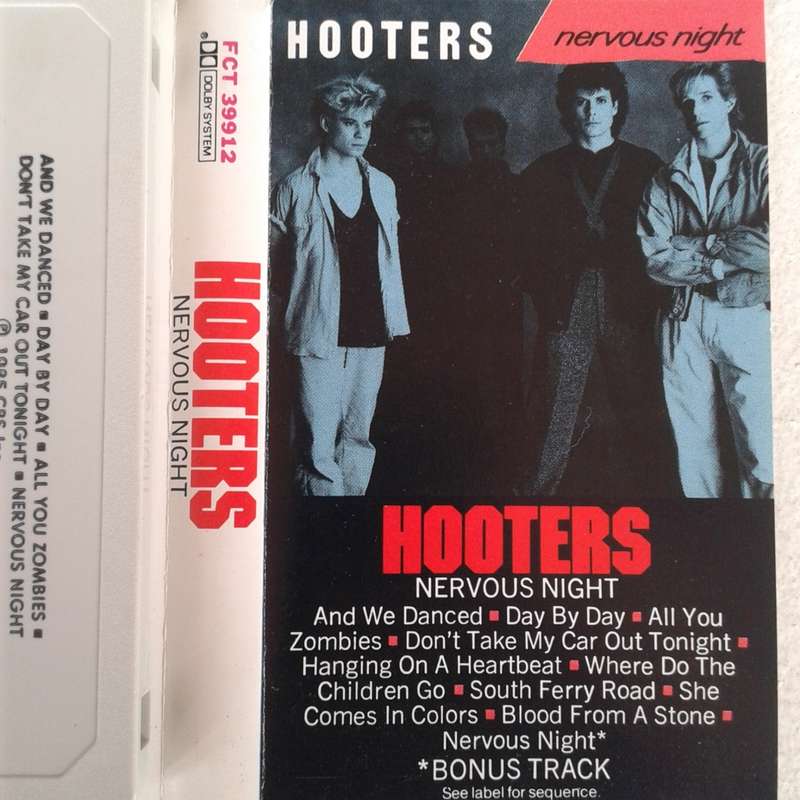 AND WE DANCED ■ DAY BY DAY ■ ALL YOU ZOMBIES ■
DON'T TAKE MY CAR OUT TONIGHT ■ NERVOUS NIGHT
℗ 1985 CBS Inc.
FCT 39912
DOLBY SYSTEM
HOOTERS
NERVOUS NIGHT
HOOTERS
nervous night
HOOTERS
NERVOUS NIGHT
And We Danced ■ Day By Day ■ All You
Zombies ■ Don't Take My Car Out Tonight ■
Hanging On A Heartbeat ■ Where Do The
Children Go ■ South Ferry Road ■ She
Comes In Colors ■ Blood From A Stone ■
Nervous Night*
*BONUS TRACK
See label for sequence.